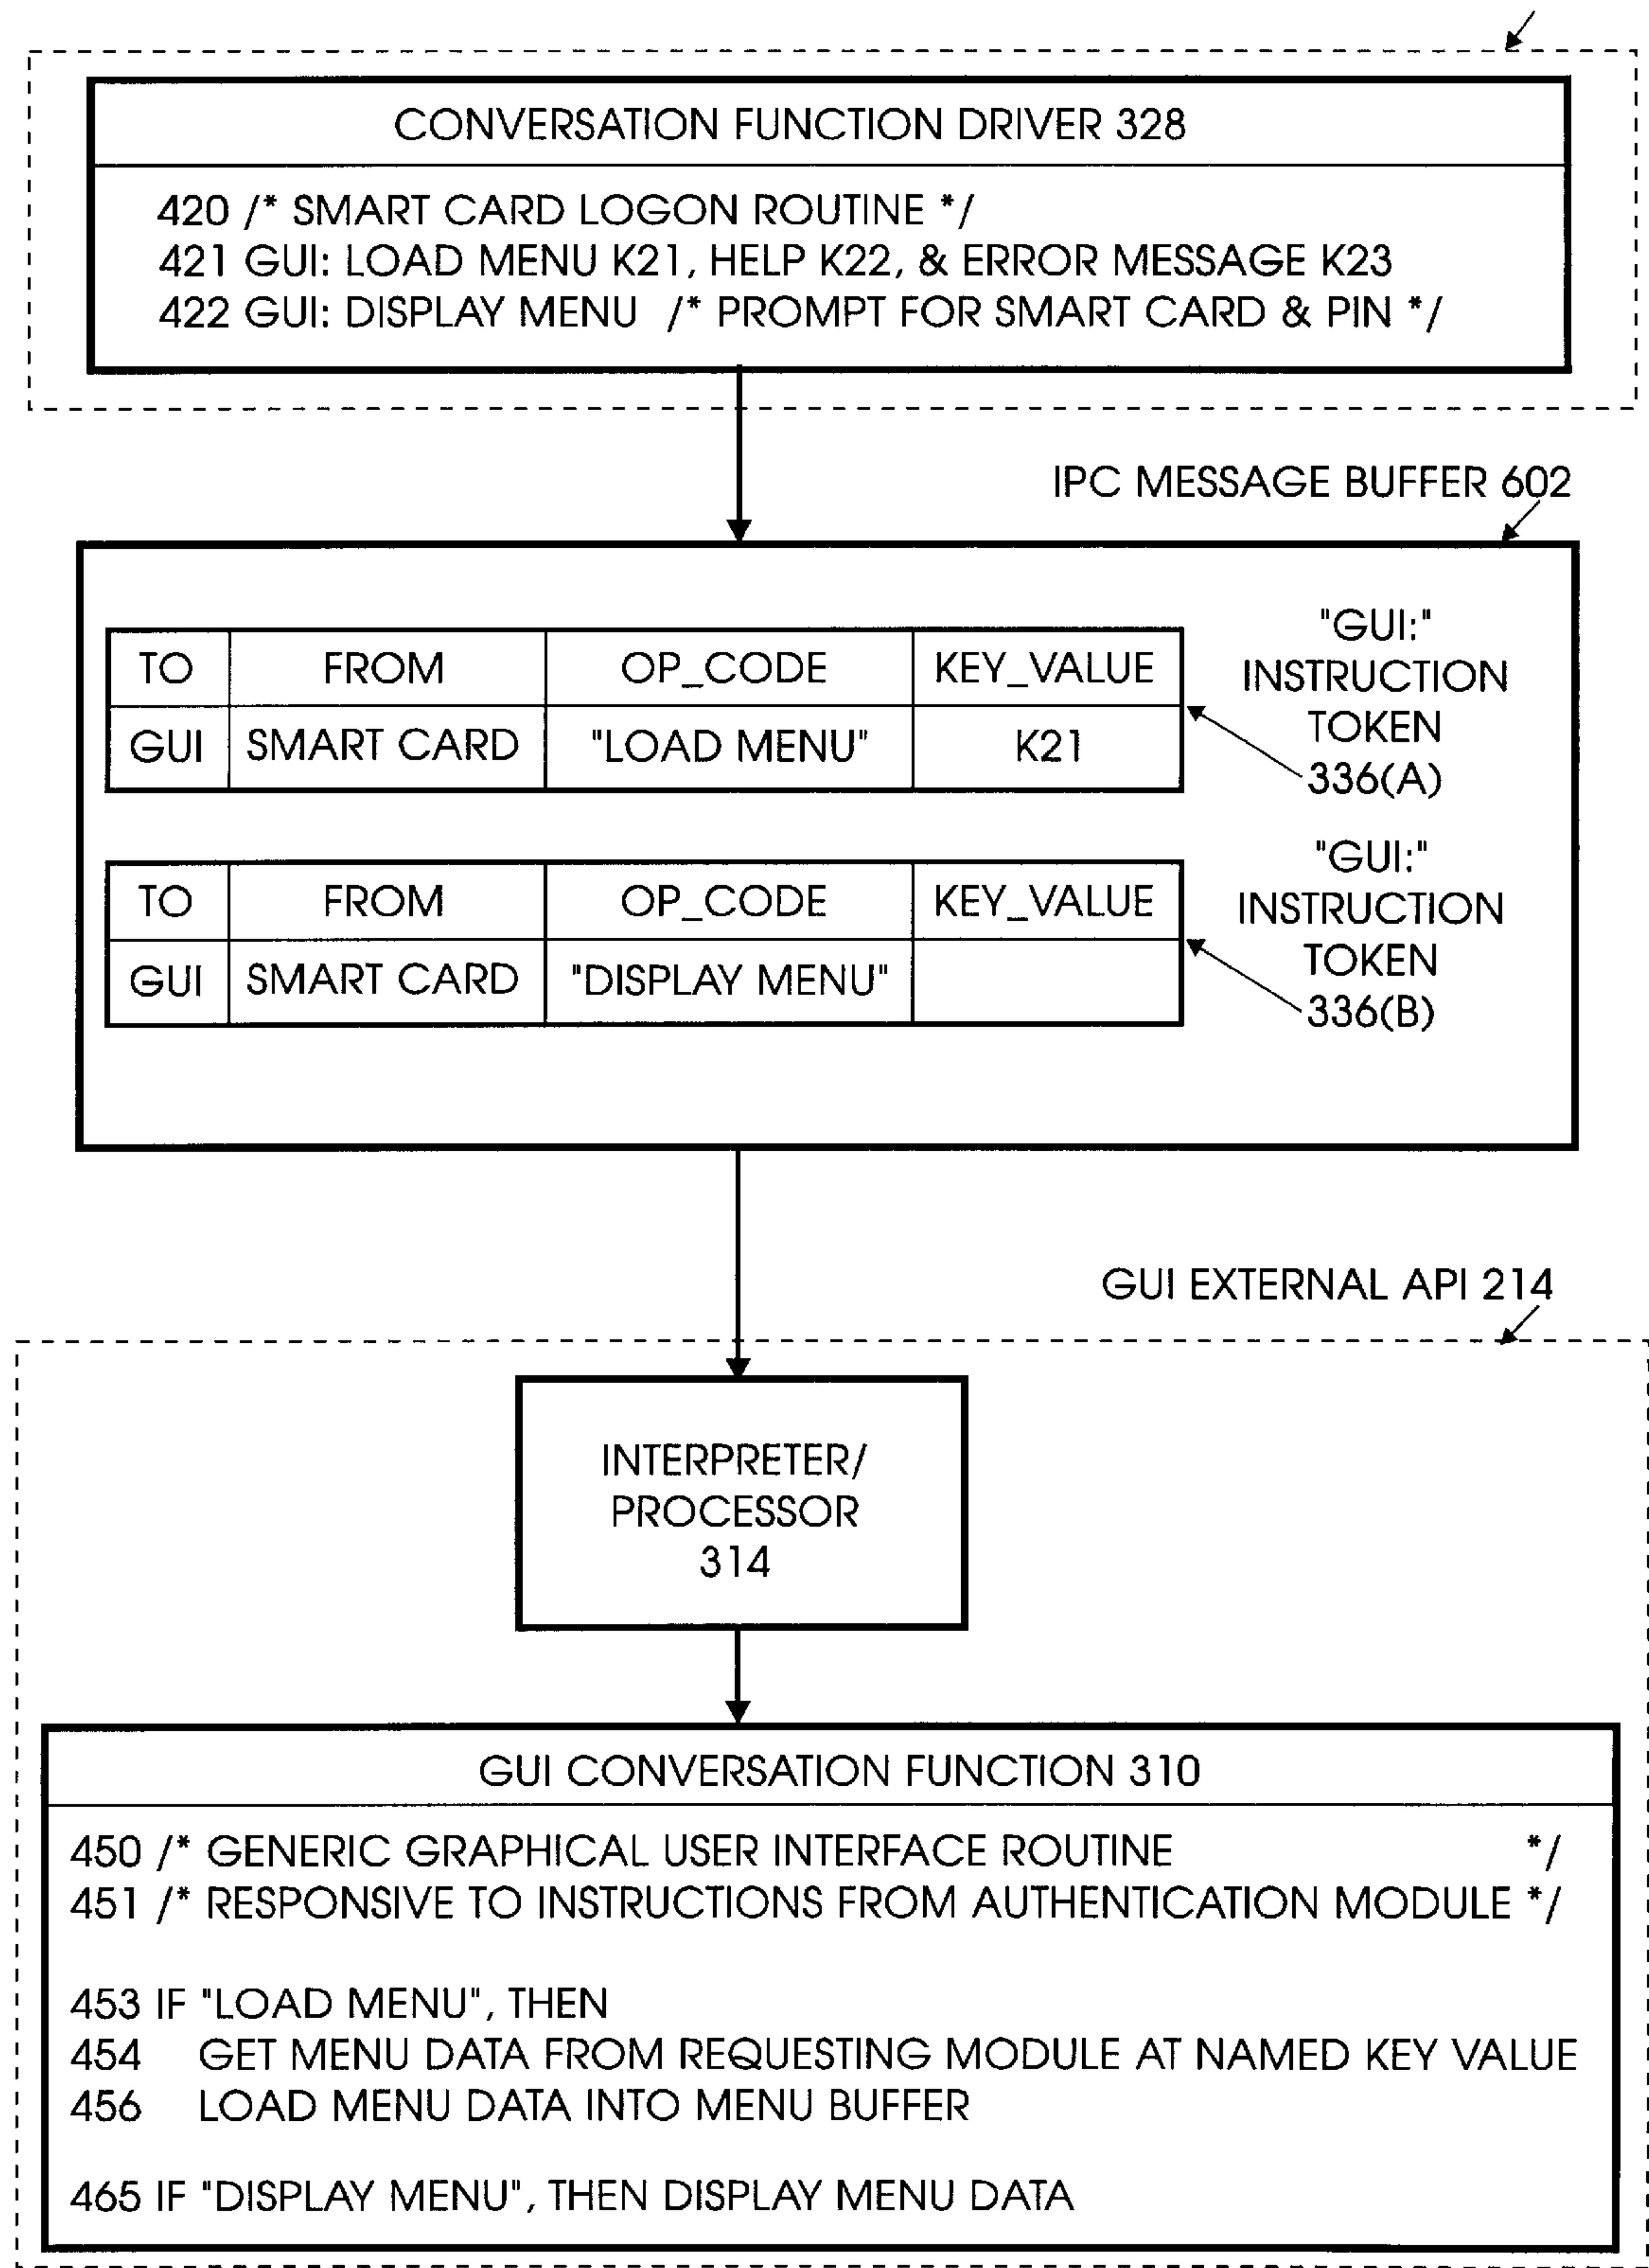 CONVERSATION FUNCTION DRIVER 328
420 /* SMART CARD LOGON ROUTINE */
421 GUI: LOAD MENU K21, HELP K22, & ERROR MESSAGE K23
422 GUI: DISPLAY MENU /* PROMPT FOR SMART CARD & PIN */
IPC MESSAGE BUFFER 602
TO FROM OP_CODE KEY_VALUE
GUI SMART CARD "LOAD MENU" K21
"GUI:"
INSTRUCTION
TOKEN
336(A)
TO FROM OP_CODE KEY_VALUE
GUI SMART CARD "DISPLAY MENU"
"GUI:"
INSTRUCTION
TOKEN
336(B)
GUI EXTERNAL API 214
INTERPRETER/
PROCESSOR
314
GUI CONVERSATION FUNCTION 310
450 /* GENERIC GRAPHICAL USER INTERFACE ROUTINE */
451 /* RESPONSIVE TO INSTRUCTIONS FROM AUTHENTICATION MODULE */
453 IF "LOAD MENU", THEN
454 GET MENU DATA FROM REQUESTING MODULE AT NAMED KEY VALUE
456 LOAD MENU DATA INTO MENU BUFFER
465 IF "DISPLAY MENU", THEN DISPLAY MENU DATA